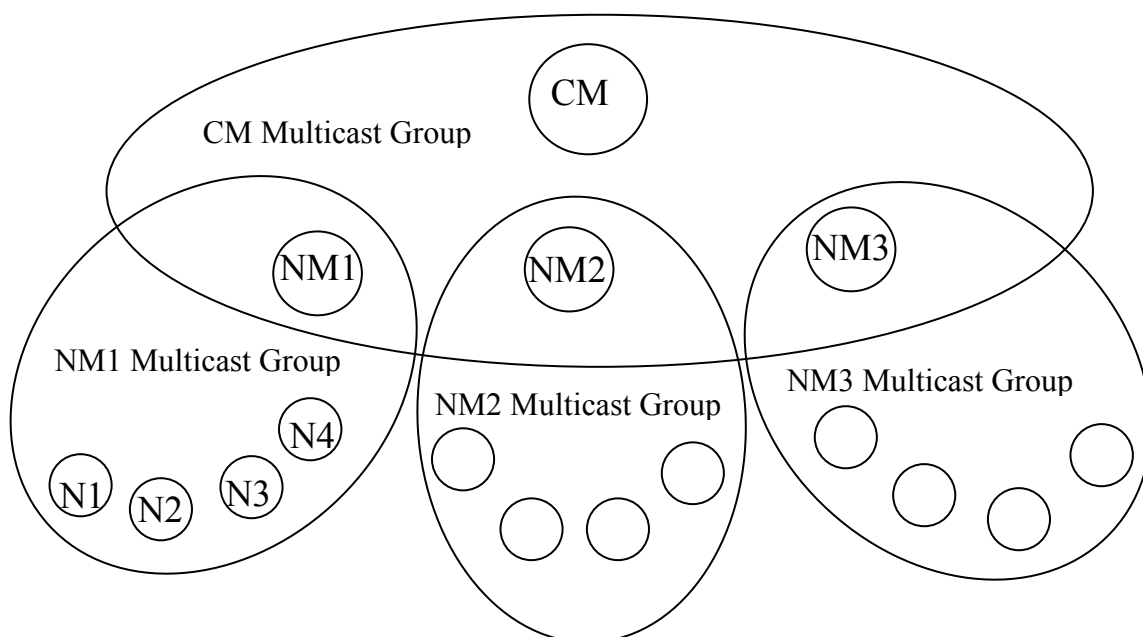 CM
CM Multicast Group
NM1
NM2
NM3
NM1 Multicast Group
NM2 Multicast Group
NM3 Multicast Group
N1
N2
N3
N4